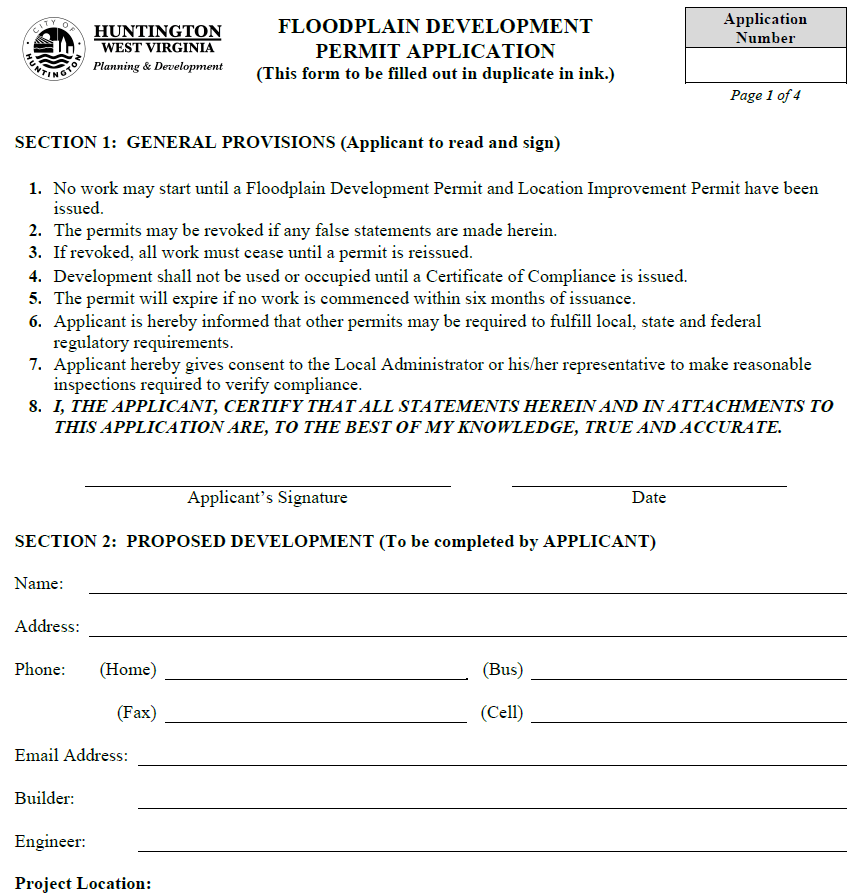 CITY OF
HUNTINGTON
HUNTINGTON
WEST VIRGINIA
Planning & Development
FLOODPLAIN DEVELOPMENT
PERMIT APPLICATION
(This form to be filled out in duplicate in ink.)
Application
Number
Page 1 of 4
SECTION 1: GENERAL PROVISIONS (Applicant to read and sign)
1. No work may start until a Floodplain Development Permit and Location Improvement Permit have been
issued.
2. The permits may be revoked if any false statements are made herein.
3. If revoked, all work must cease until a permit is reissued.
4. Development shall not be used or occupied until a Certificate of Compliance is issued.
5. The permit will expire if no work is commenced within six months of issuance.
6. Applicant is hereby informed that other permits may be required to fulfill local, state and federal
regulatory requirements.
7. Applicant hereby gives consent to the Local Administrator or his/her representative to make reasonable
inspections required to verify compliance.
8. I, THE APPLICANT, CERTIFY THAT ALL STATEMENTS HEREIN AND IN ATTACHMENTS TO
THIS APPLICATION ARE, TO THE BEST OF MY KNOWLEDGE, TRUE AND ACCURATE.
Applicant's Signature Date
SECTION 2: PROPOSED DEVELOPMENT (To be completed by APPLICANT)
Name:
Address:
Phone: (Home) (Bus)
(Fax) (Cell)
Email Address:
Builder:
Engineer:
Project Location: